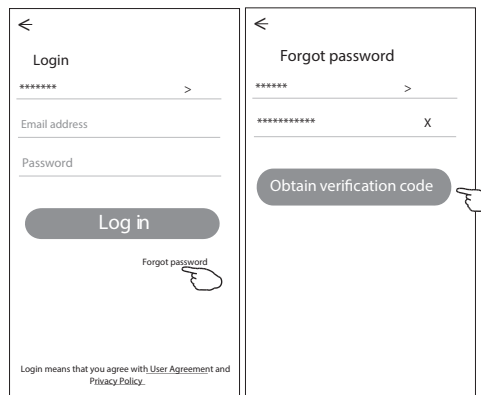 Login
******* >
Email address
Password
Log in
Forgot password
Login means that you agree with User Agreement and
Privacy Policy
Forgot password
****** >
*********** X
Obtain verification code